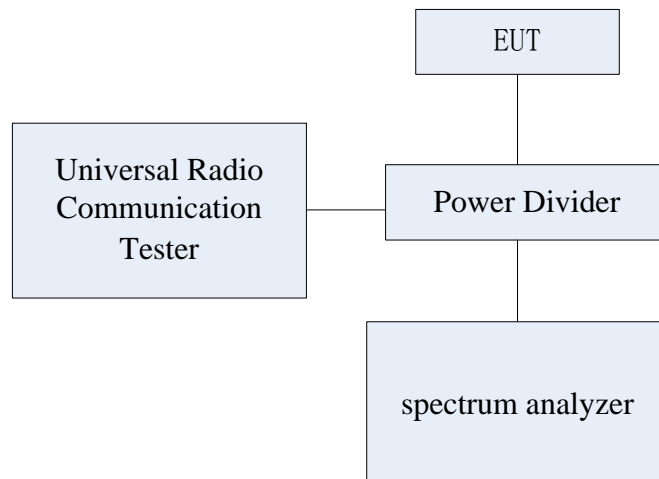 EUT
Universal Radio
Communication
Tester
Power Divider
spectrum analyzer